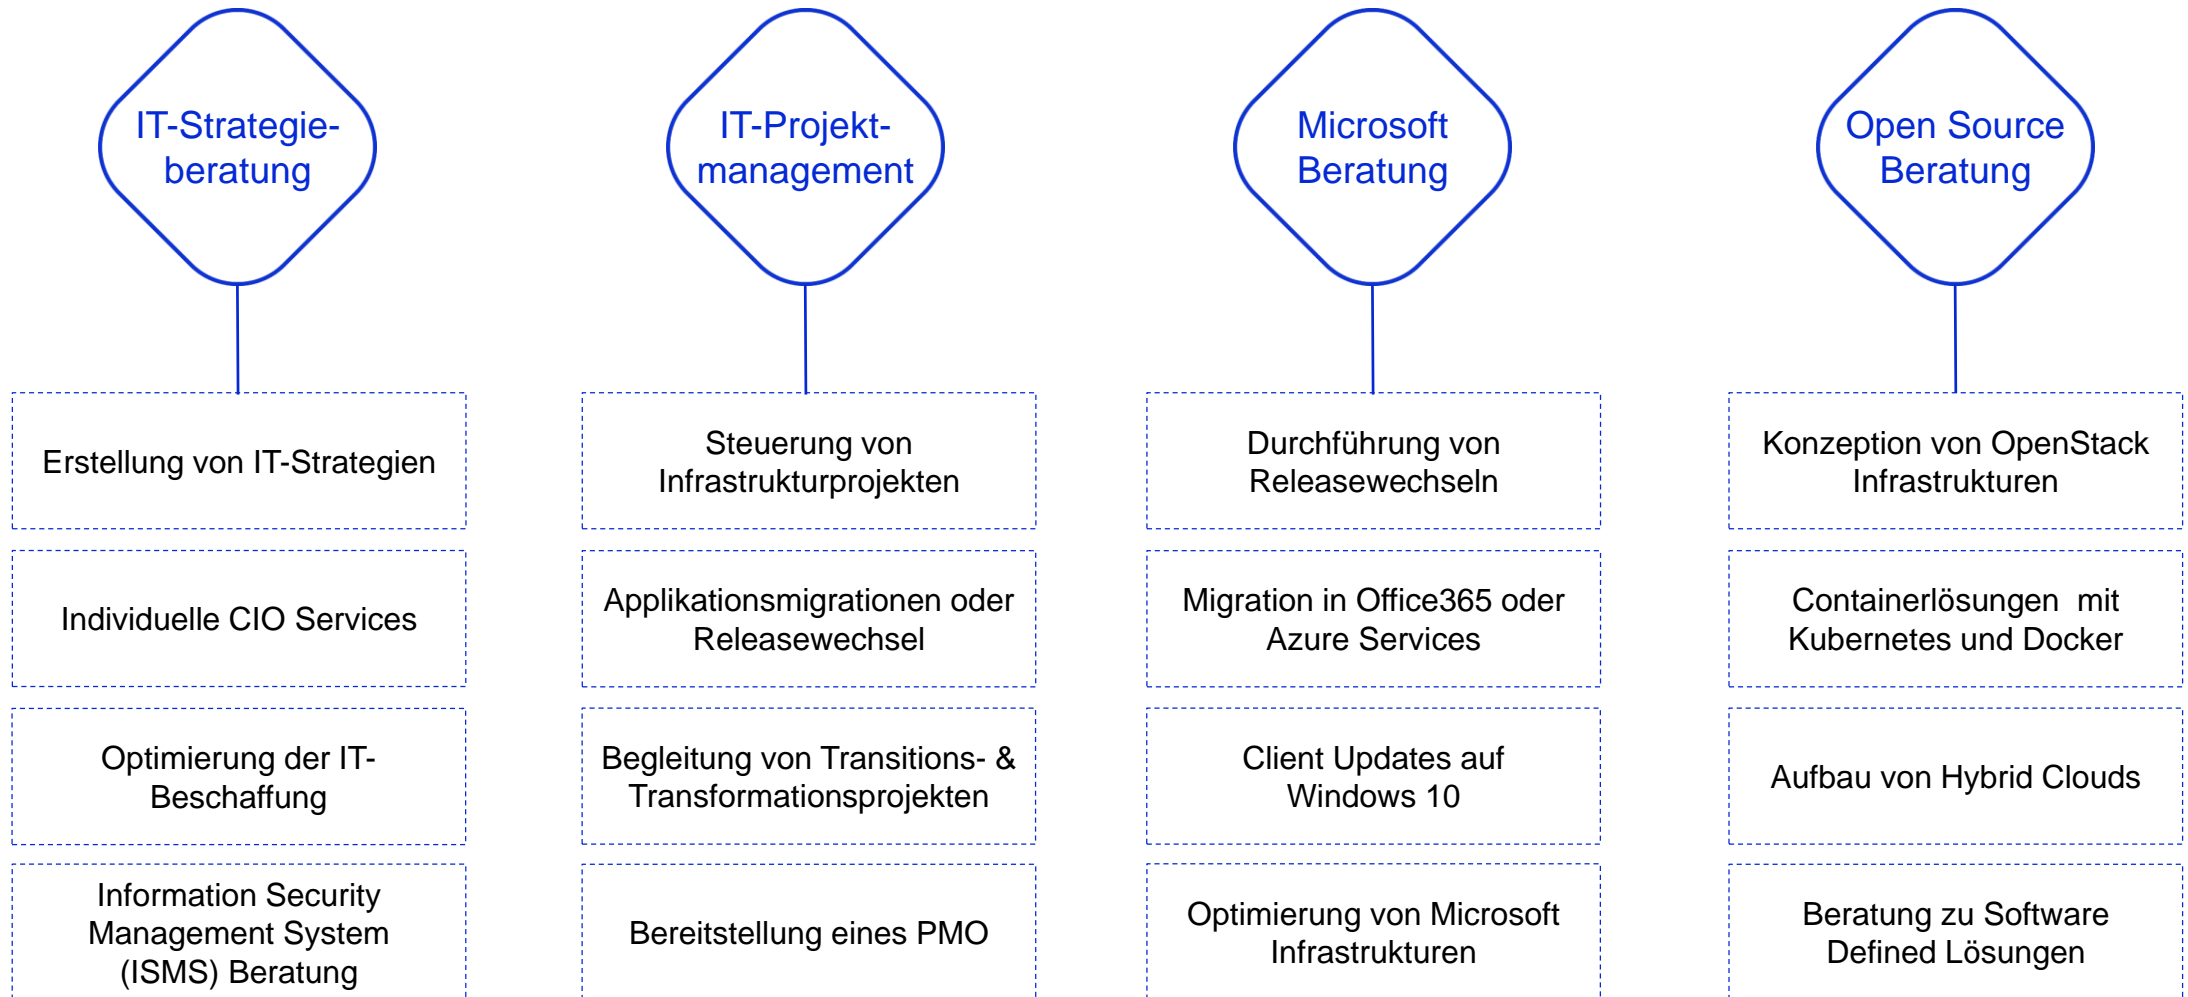 IT-Strategie-
beratung
IT-Projekt-
management
Microsoft
Beratung
Open Source
Beratung
Erstellung von IT-Strategien
Steuerung von
Infrastrukturprojekten
Durchführung von
Releasewechseln
Konzeption von OpenStack
Infrastrukturen
Individuelle CIO Services
Applikationsmigrationen oder
Releasewechsel
Migration in Office365 oder
Azure Services
Containerlösungen  mit
Kubernetes und Docker
Optimierung der IT-
Beschaffung
Begleitung von Transitions- &
Transformationsprojekten
Client Updates auf
Windows 10
Aufbau von Hybrid Clouds
Information Security
Management System
(ISMS) Beratung
Bereitstellung eines PMO
Optimierung von Microsoft
Infrastrukturen
Beratung zu Software
Defined Lösungen